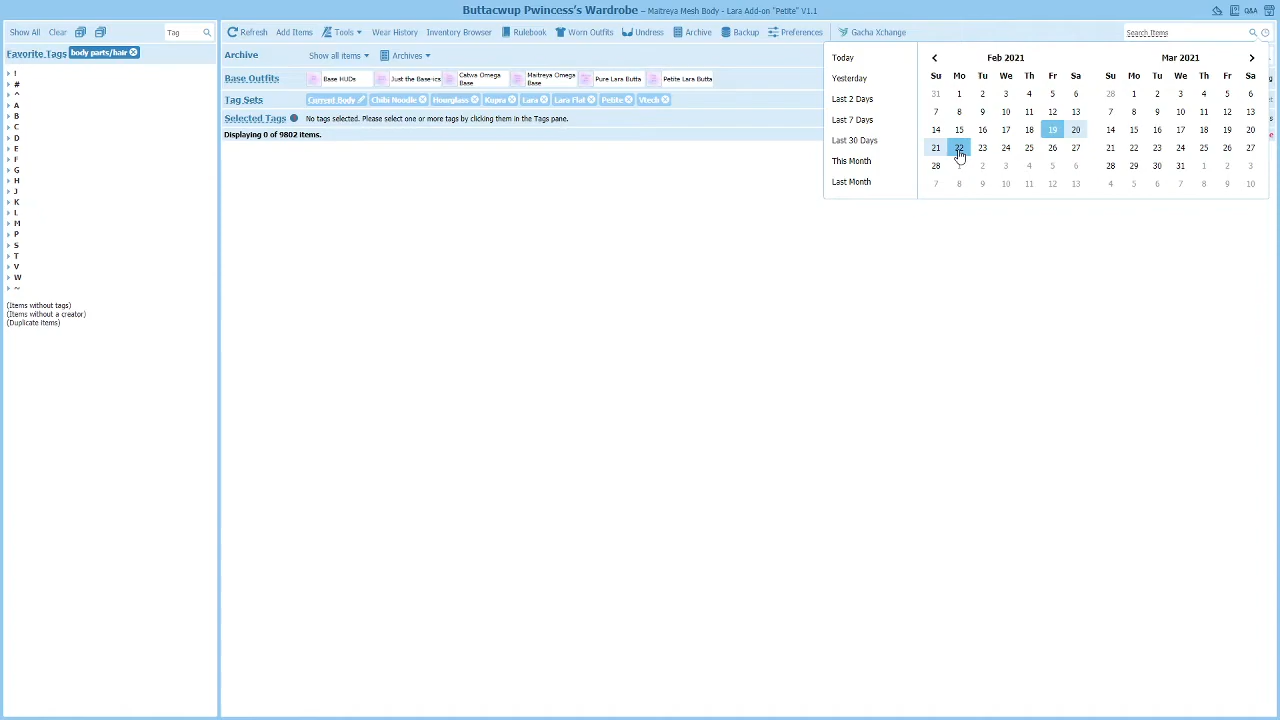 Buttacwup Pwincess's Wardrobe – Maitreya Mesh Body - Lara Add-on "Petite" V1.1
Q&A
Show All Clear Tag
Refresh Add Items Tools Wear History Inventory Browser Rulebook Worn Outfits Undress Archive Backup Preferences Gacha Xchange Search Items
Favorite Tags body parts/hair
Archive Show all items Archives
Base Outfits Base HUDs Just the Base-ics Catwa Omega Base Maitreya Omega Base Pure Lara Butta Petite Lara Butta
Tag Sets Current Body Chibi Noodle Hourglass Kupra Lara Lara Flat Petite Vtech
Selected Tags No tags selected. Please select one or more tags by clicking them in the Tags pane.
Displaying 0 of 9802 items.
!
#
^
A
B
C
D
E
F
G
H
J
K
L
M
P
S
T
V
W
~
(Items without tags)
(Items without a creator)
(Duplicate items)
Today
Yesterday
Last 2 Days
Last 7 Days
Last 30 Days
This Month
Last Month
Feb 2021
Su Mo Tu We Th Fr Sa
31 1 2 3 4 5 6
7 8 9 10 11 12 13
14 15 16 17 18 19 20
21 22 23 24 25 26 27
28 1 2 3 4 5 6
7 8 9 10 11 12 13
Mar 2021
Su Mo Tu We Th Fr Sa
28 1 2 3 4 5 6
7 8 9 10 11 12 13
14 15 16 17 18 19 20
21 22 23 24 25 26 27
28 29 30 31 1 2 3
4 5 6 7 8 9 10